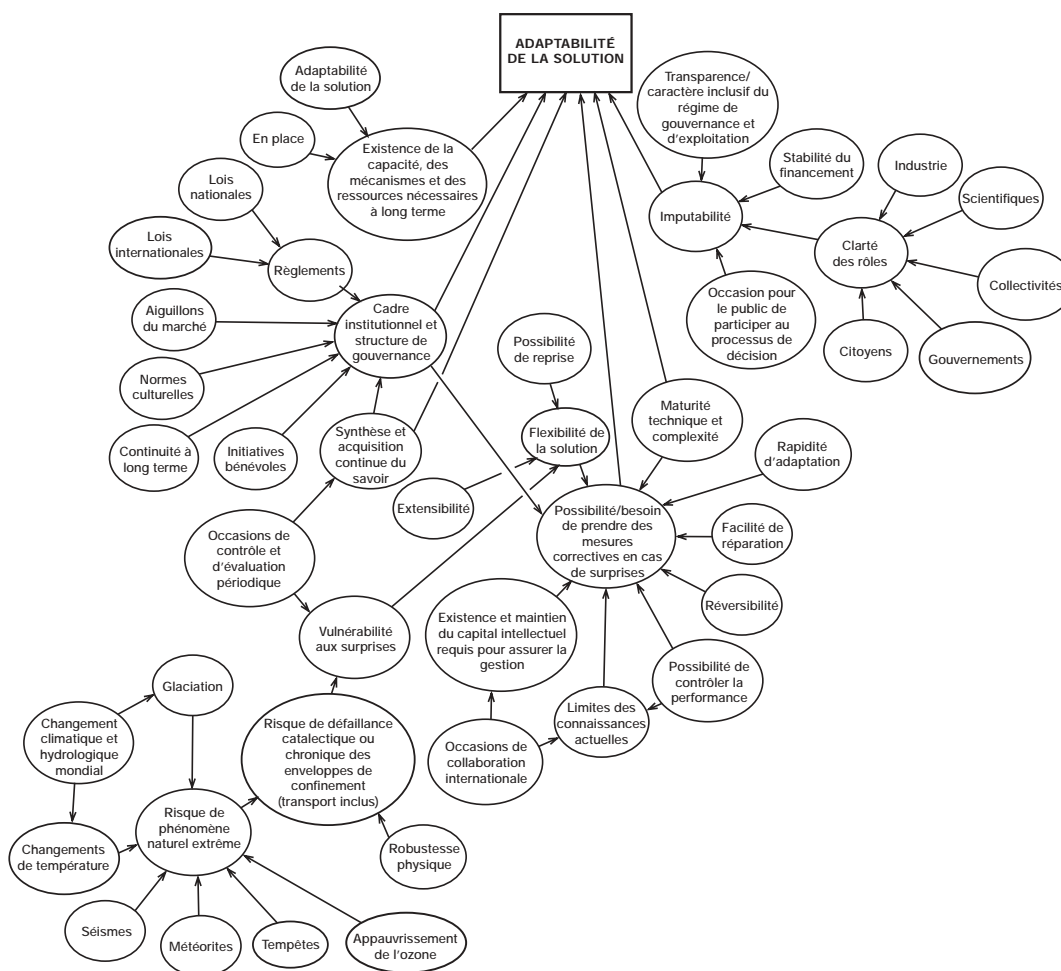 ADAPTABILITÉ
DE LA SOLUTION
Adaptabilité
de la solution
Transparence/
caractère inclusif du
régime de
gouvernance et
d'exploitation
En place
Existence de la
capacité, des
mécanismes et des
ressources nécessaires
à long terme
Stabilité du
financement
Industrie
Scientifiques
Lois
nationales
Imputabilité
Lois
internationales
Règlements
Clarté
des rôles
Collectivités
Aiguillons
du marché
Cadre
institutionnel et
structure de
gouvernance
Occasion pour
le public de
participer au
processus de
décision
Citoyens
Gouvernements
Possibilité
de reprise
Normes
culturelles
Maturité
technique et
complexité
Continuité à
long terme
Initiatives
bénévoles
Synthèse et
acquisition
continue du
savoir
Flexibilité de
la solution
Rapidité
d'adaptation
Extensibilité
Possibilité/besoin
de prendre des
mesures
correctives en cas
de surprises
Facilité de
réparation
Occasions de
contrôle et
d'évaluation
périodique
Réversibilité
Vulnérabilité
aux surprises
Existence et maintien
du capital intellectuel
requis pour assurer la
gestion
Possibilité de
contrôler la
performance
Glaciation
Limites des
connaissances
actuelles
Changement
climatique et
hydrologique
mondial
Risque de défaillance
catalectique ou
chronique des
enveloppes de
confinement
(transport inclus)
Occasions de
collaboration
internationale
Risque de
phénomène
naturel extrême
Changements
de température
Robustesse
physique
Séismes
Météorites
Tempêtes
Appauvrissement
de l'ozone